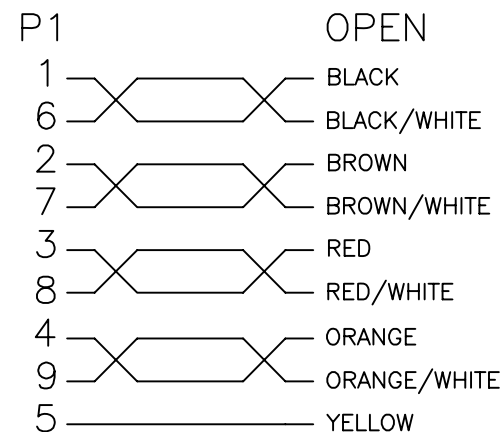 P1 OPEN
1 BLACK
6 BLACK/WHITE
2 BROWN
7 BROWN/WHITE
3 RED
8 RED/WHITE
4 ORANGE
9 ORANGE/WHITE
5 YELLOW